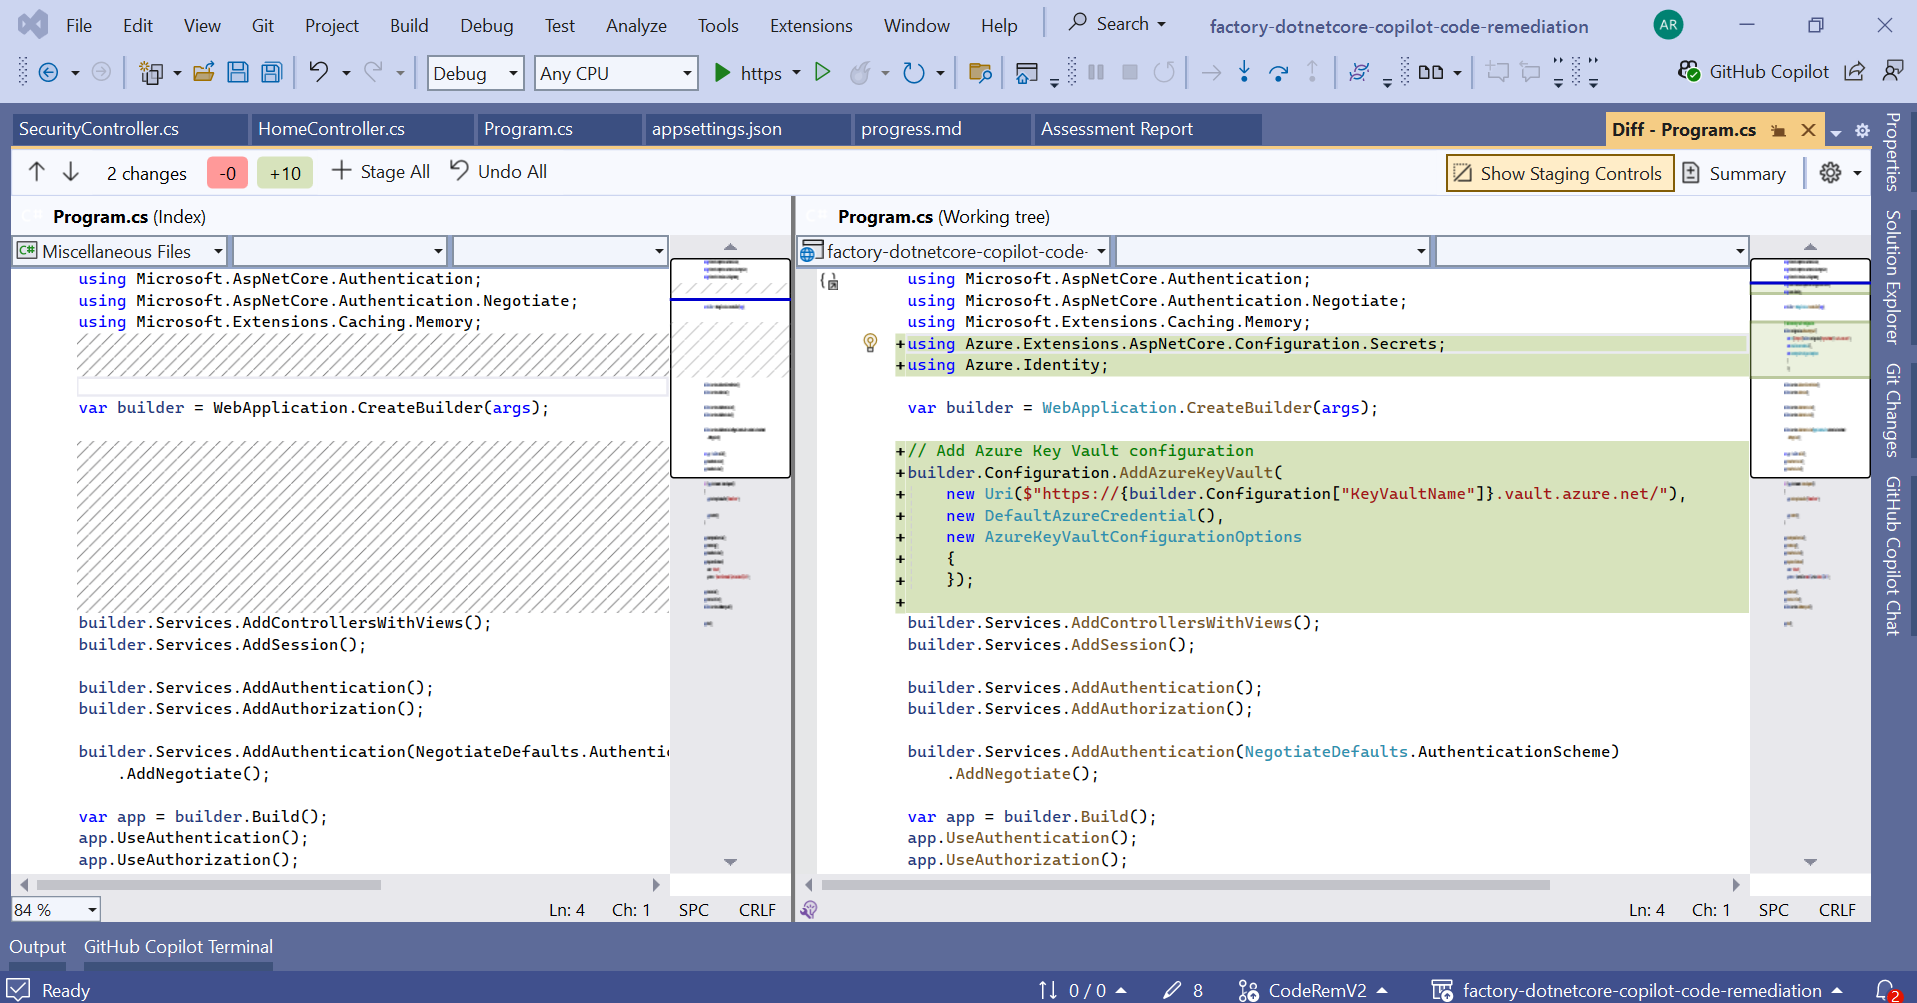 File Edit View Git Project Build Debug Test Analyze Tools Extensions Window Help Search factory-dotnetcore-copilot-code-remediation AR
Debug Any CPU https GitHub Copilot
SecurityController.cs HomeController.cs Program.cs appsettings.json progress.md Assessment Report Diff - Program.cs
2 changes -0 +10 Stage All Undo All Show Staging Controls Summary
Program.cs (Index)
C# Miscellaneous Files
using Microsoft.AspNetCore.Authentication;
using Microsoft.AspNetCore.Authentication.Negotiate;
using Microsoft.Extensions.Caching.Memory;
var builder = WebApplication.CreateBuilder(args);
builder.Services.AddControllersWithViews();
builder.Services.AddSession();
builder.Services.AddAuthentication();
builder.Services.AddAuthorization();
builder.Services.AddAuthentication(NegotiateDefaults.Authenti
.AddNegotiate();
var app = builder.Build();
app.UseAuthentication();
app.UseAuthorization();
84 % Ln: 4 Ch: 1 SPC CRLF
Program.cs (Working tree)
factory-dotnetcore-copilot-code-
using Microsoft.AspNetCore.Authentication;
using Microsoft.AspNetCore.Authentication.Negotiate;
using Microsoft.Extensions.Caching.Memory;
+using Azure.Extensions.AspNetCore.Configuration.Secrets;
+using Azure.Identity;
var builder = WebApplication.CreateBuilder(args);
+// Add Azure Key Vault configuration
+builder.Configuration.AddAzureKeyVault(
+ new Uri($"https://{builder.Configuration["KeyVaultName"]}.vault.azure.net/"),
+ new DefaultAzureCredential(),
+ new AzureKeyVaultConfigurationOptions
+ {
+ });
+
builder.Services.AddControllersWithViews();
builder.Services.AddSession();
builder.Services.AddAuthentication();
builder.Services.AddAuthorization();
builder.Services.AddAuthentication(NegotiateDefaults.AuthenticationScheme)
.AddNegotiate();
var app = builder.Build();
app.UseAuthentication();
app.UseAuthorization();
Ln: 4 Ch: 1 SPC CRLF
Properties
Solution Explorer
Git Changes
GitHub Copilot Chat
Output GitHub Copilot Terminal
Ready 0 / 0 8 CodeRemV2 factory-dotnetcore-copilot-code-remediation 2